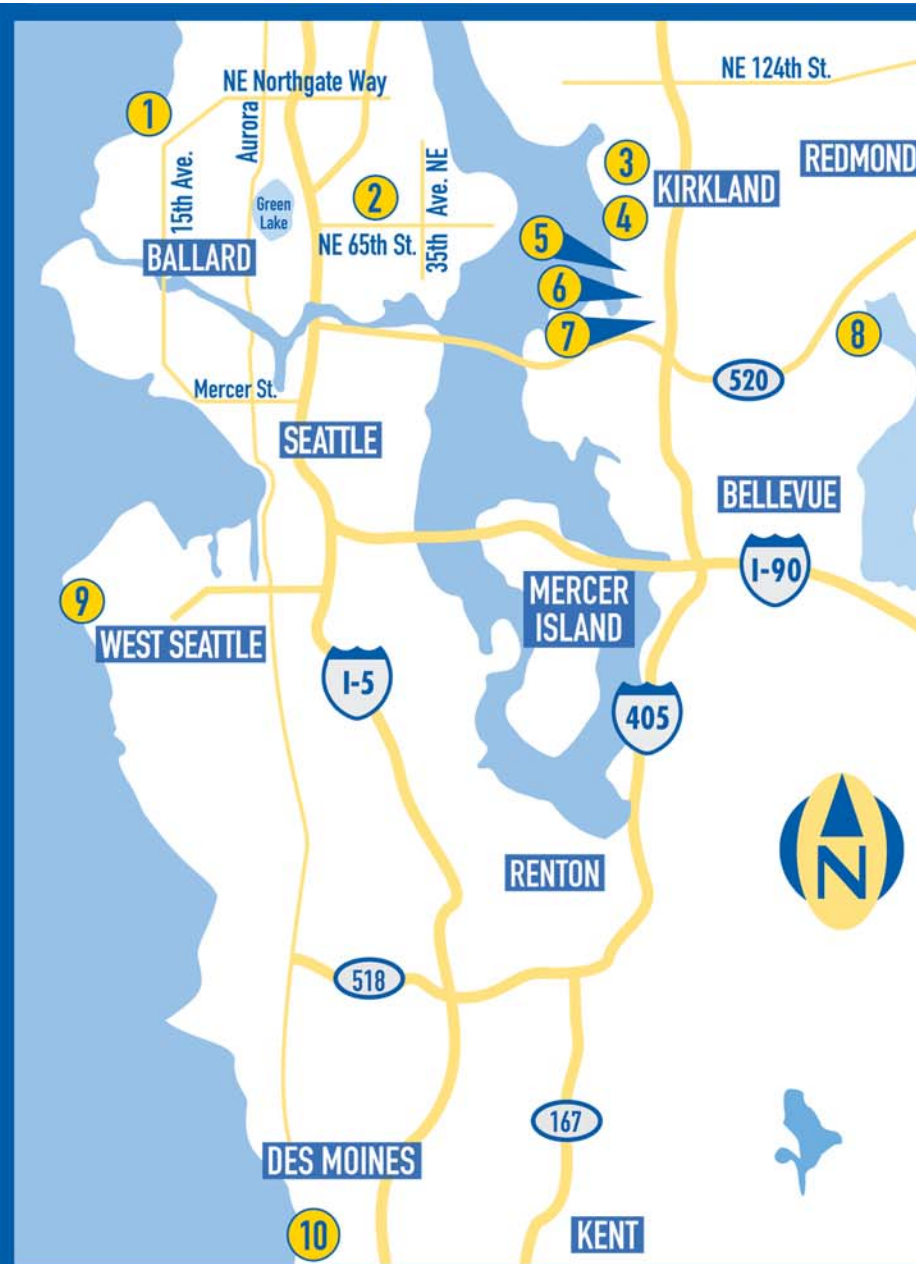 NE Northgate Way
NE 124th St.
1
Aurora
15th Ave.
35th Ave. NE
3
REDMOND
KIRKLAND
2
Green
Lake
4
NE 65th St.
5
BALLARD
6
7
8
520
Mercer St.
SEATTLE
BELLEVUE
I-90
MERCER
ISLAND
9
WEST SEATTLE
I-5
405
N
RENTON
518
167
DES MOINES
10
KENT